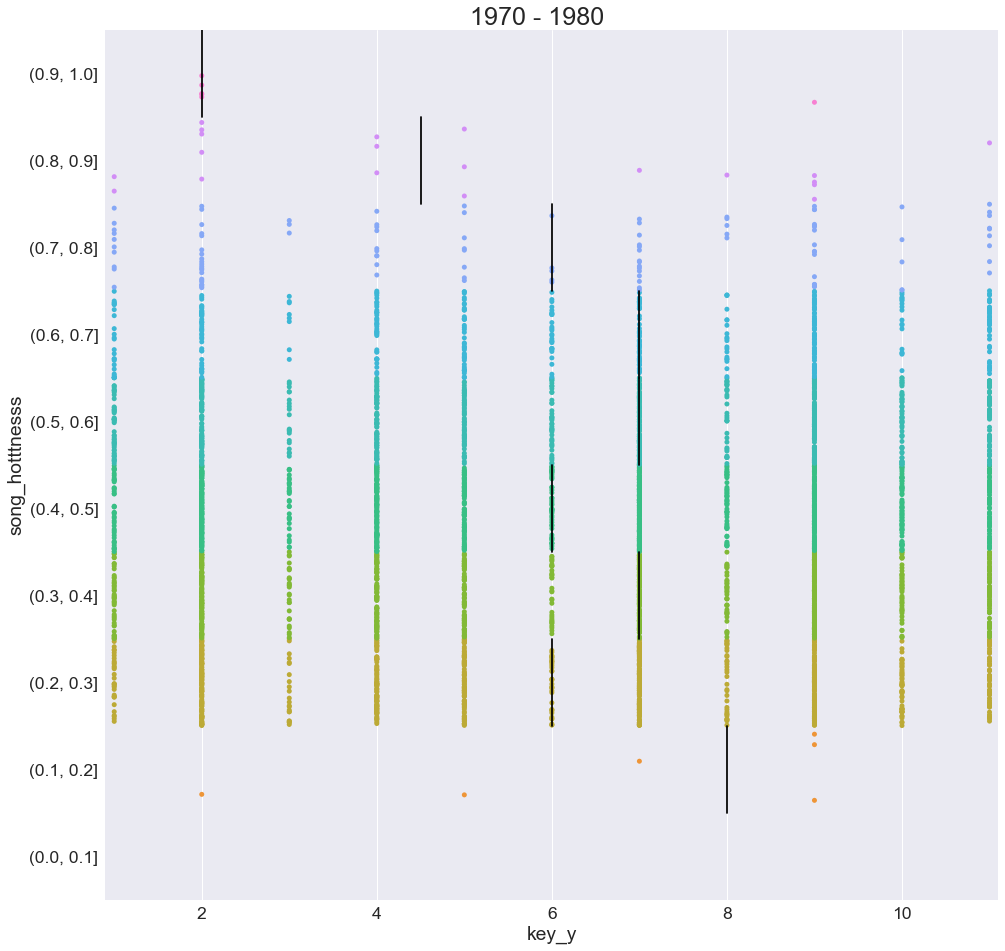 1970 - 1980
(0.9, 1.0]
(0.8, 0.9]
(0.7, 0.8]
(0.6, 0.7]
(0.5, 0.6]
(0.4, 0.5]
(0.3, 0.4]
(0.2, 0.3]
(0.1, 0.2]
(0.0, 0.1]
song_hotttnesss
2 4 6 8 10
key_y